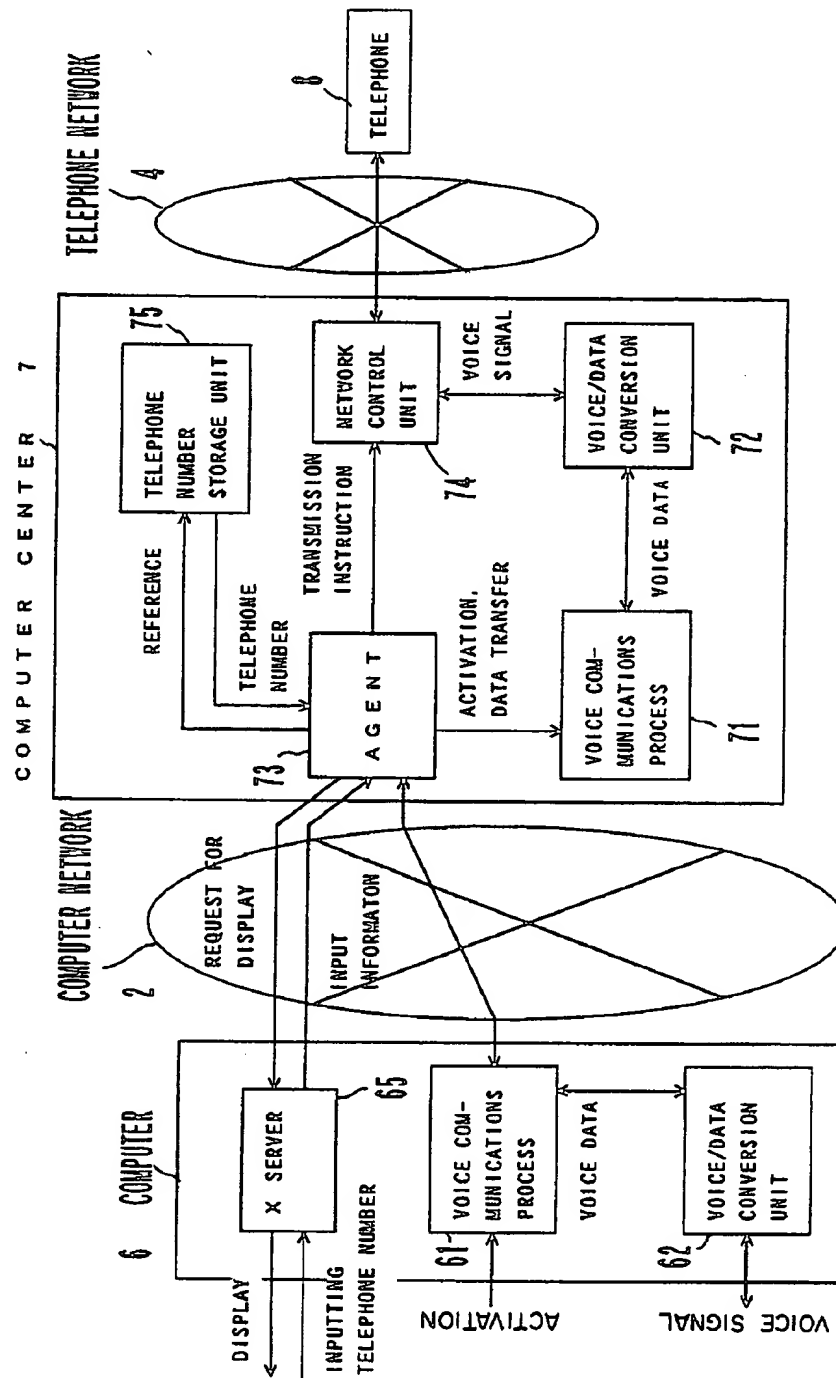 COMPUTER CENTER 7
TELEPHONE NETWORK
4
8
TELEPHONE
75
TELEPHONE
NUMBER
STORAGE UNIT
REFERENCE
TELEPHONE
NUMBER
TRANSMISSION
INSTRUCTION
NETWORK
CONTROL
UNIT
74
VOICE
SIGNAL
73
AGENT
ACTIVATION,
DATA TRANSFER
VOICE/DATA
CONVERSION
UNIT
72
VOICE DATA
VOICE COM-
MUNICATIONS
PROCESS
71
COMPUTER NETWORK
2
REQUEST FOR
DISPLAY
INPUT
INFORMATON
6 COMPUTER
X SERVER
65
DISPLAY
INPUTTING
TELEPHONE NUMBER
VOICE COM-
MUNICATIONS
PROCESS
61
VOICE DATA
VOICE/DATA
CONVERSION
UNIT
62
ACTIVATION
VOICE SIGNAL